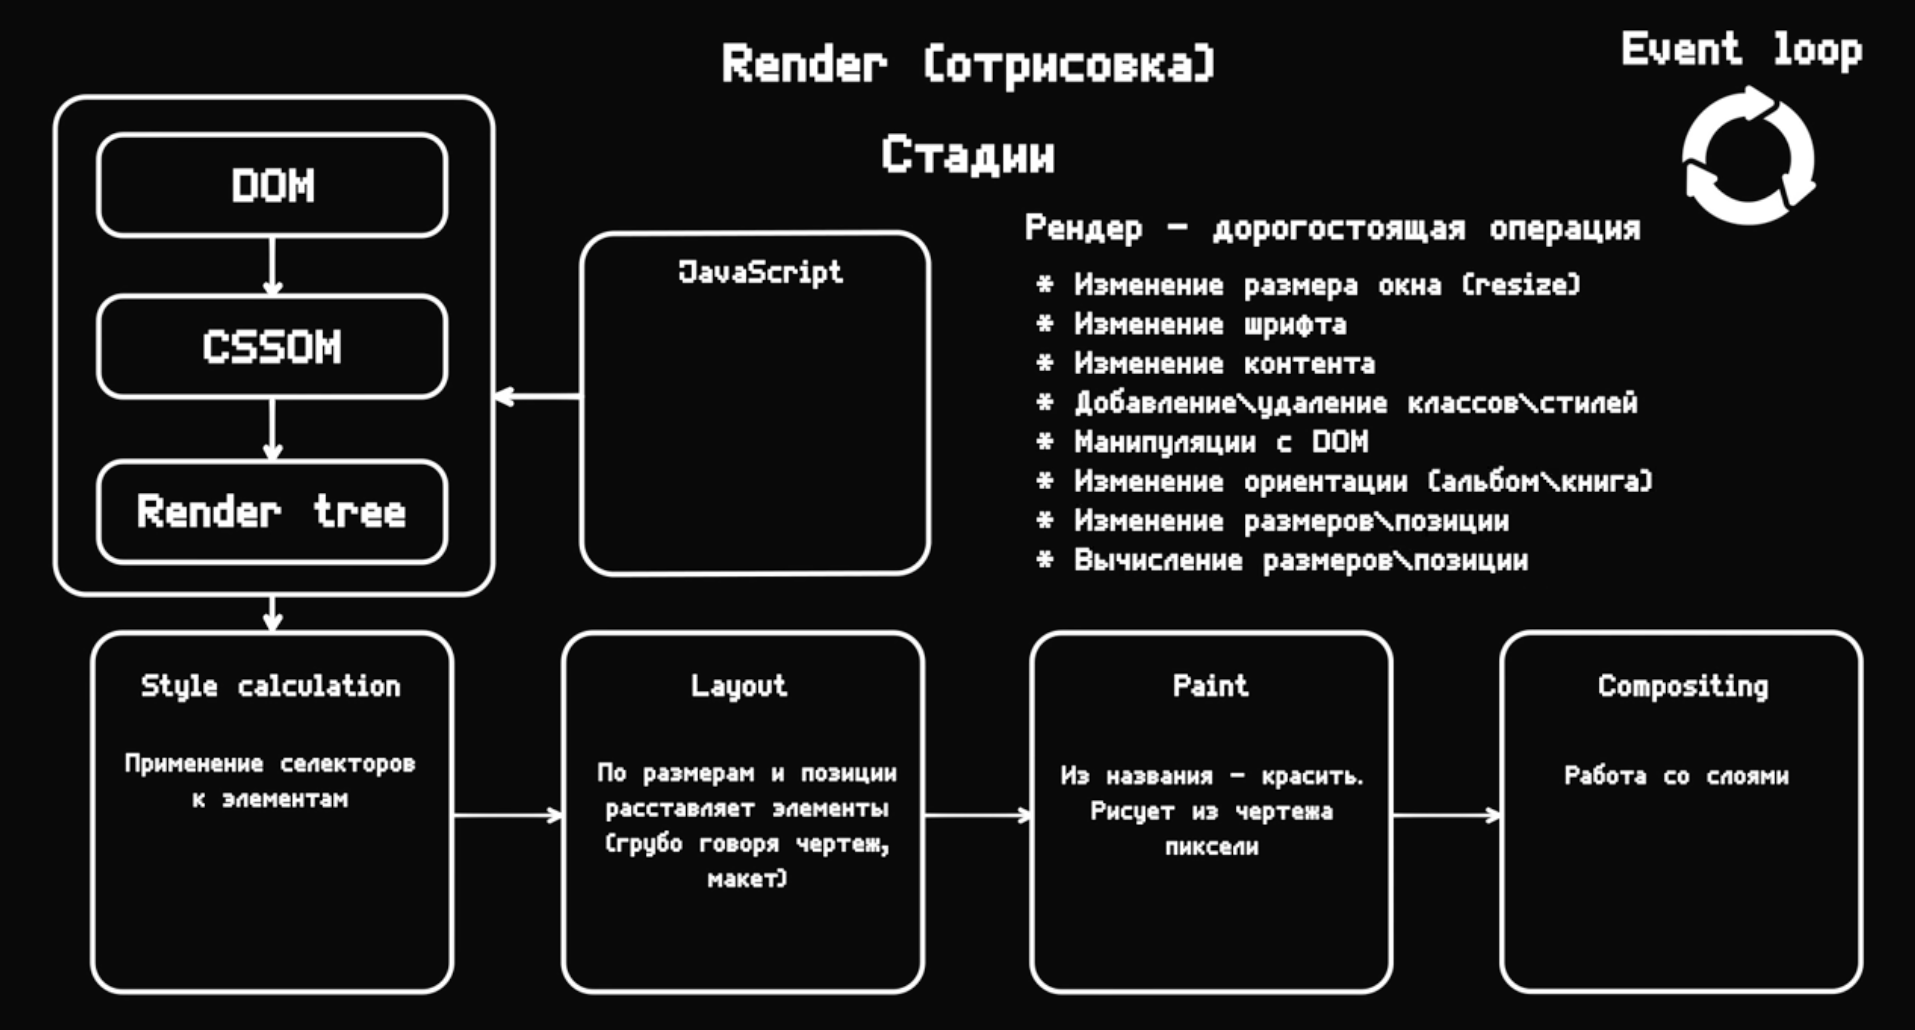 Render (отрисовка)
Event loop
Стадии
DOM
CSSOM
Render tree
JavaScript
Рендер — дорогостоящая операция
* Изменение размера окна (resize)
* Изменение шрифта
* Изменение контента
* Добавление\удаление классов\стилей
* Манипуляции с DOM
* Изменение ориентации (альбом\книга)
* Изменение размеров\позиции
* Вычисление размеров\позиции
Style calculation
Применение селекторов
к элементам
Layout
По размерам и позиции
расставляет элементы
(грубо говоря чертеж,
макет)
Paint
Из названия — красить.
Рисует из чертежа
пиксели
Compositing
Работа со слоями